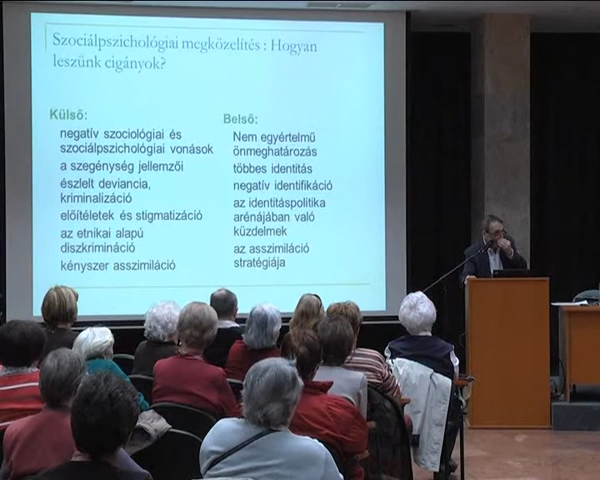 Szociálpszichológiai megközelítés : Hogyan
leszünk cigányok?
Külső:
negatív szociológiai és
szociálpszichológiai vonások
a szegénység jellemzői
észlelt deviancia,
kriminalizáció
előítéletek és stigmatizáció
az etnikai alapú
diszkrimináció
kényszer asszimiláció
Belső:
Nem egyértelmű
önmeghatározás
többes identitás
negatív identifikáció
az identitáspolitika
arénájában való
küzdelmek
az asszimiláció
stratégiája